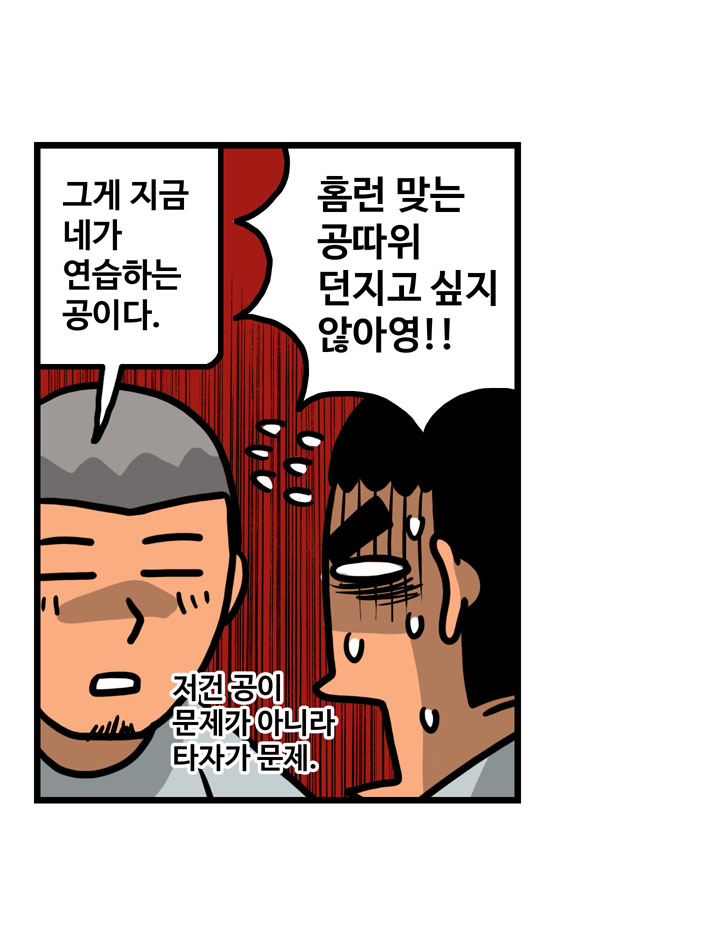 그게 지금
네가
연습하는
공이다.
홈런 맞는
공따위
던지고 싶지
않아영!!
저건 공이
문제가 아니라
타자가 문제.